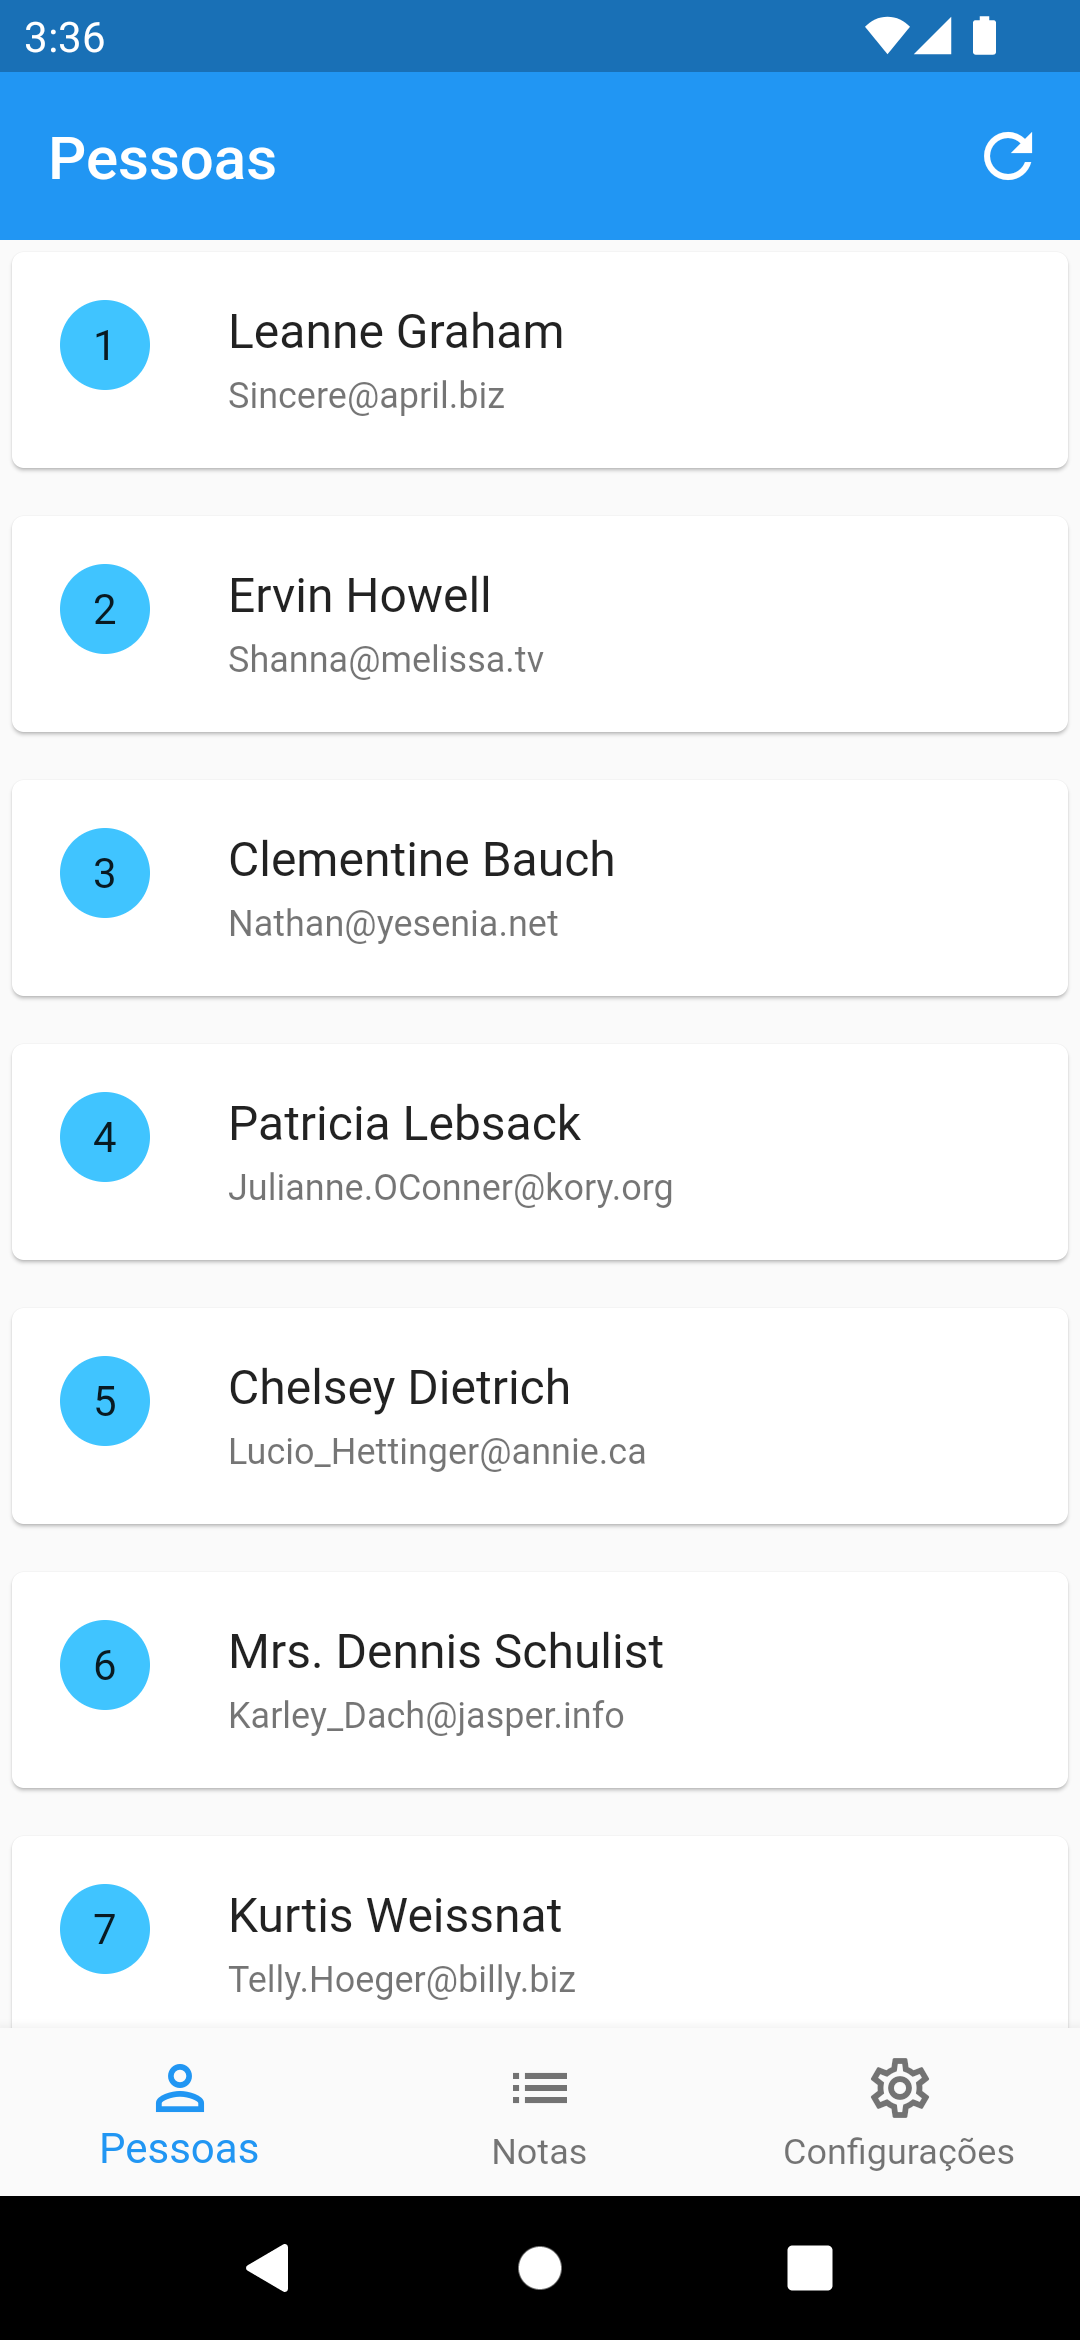 3:36
Pessoas
1
Leanne Graham
Sincere@april.biz
2
Ervin Howell
Shanna@melissa.tv
3
Clementine Bauch
Nathan@yesenia.net
4
Patricia Lebsack
Julianne.OConner@kory.org
5
Chelsey Dietrich
Lucio_Hettinger@annie.ca
6
Mrs. Dennis Schulist
Karley_Dach@jasper.info
7
Kurtis Weissnat
Telly.Hoeger@billy.biz
Pessoas
Notas
Configurações